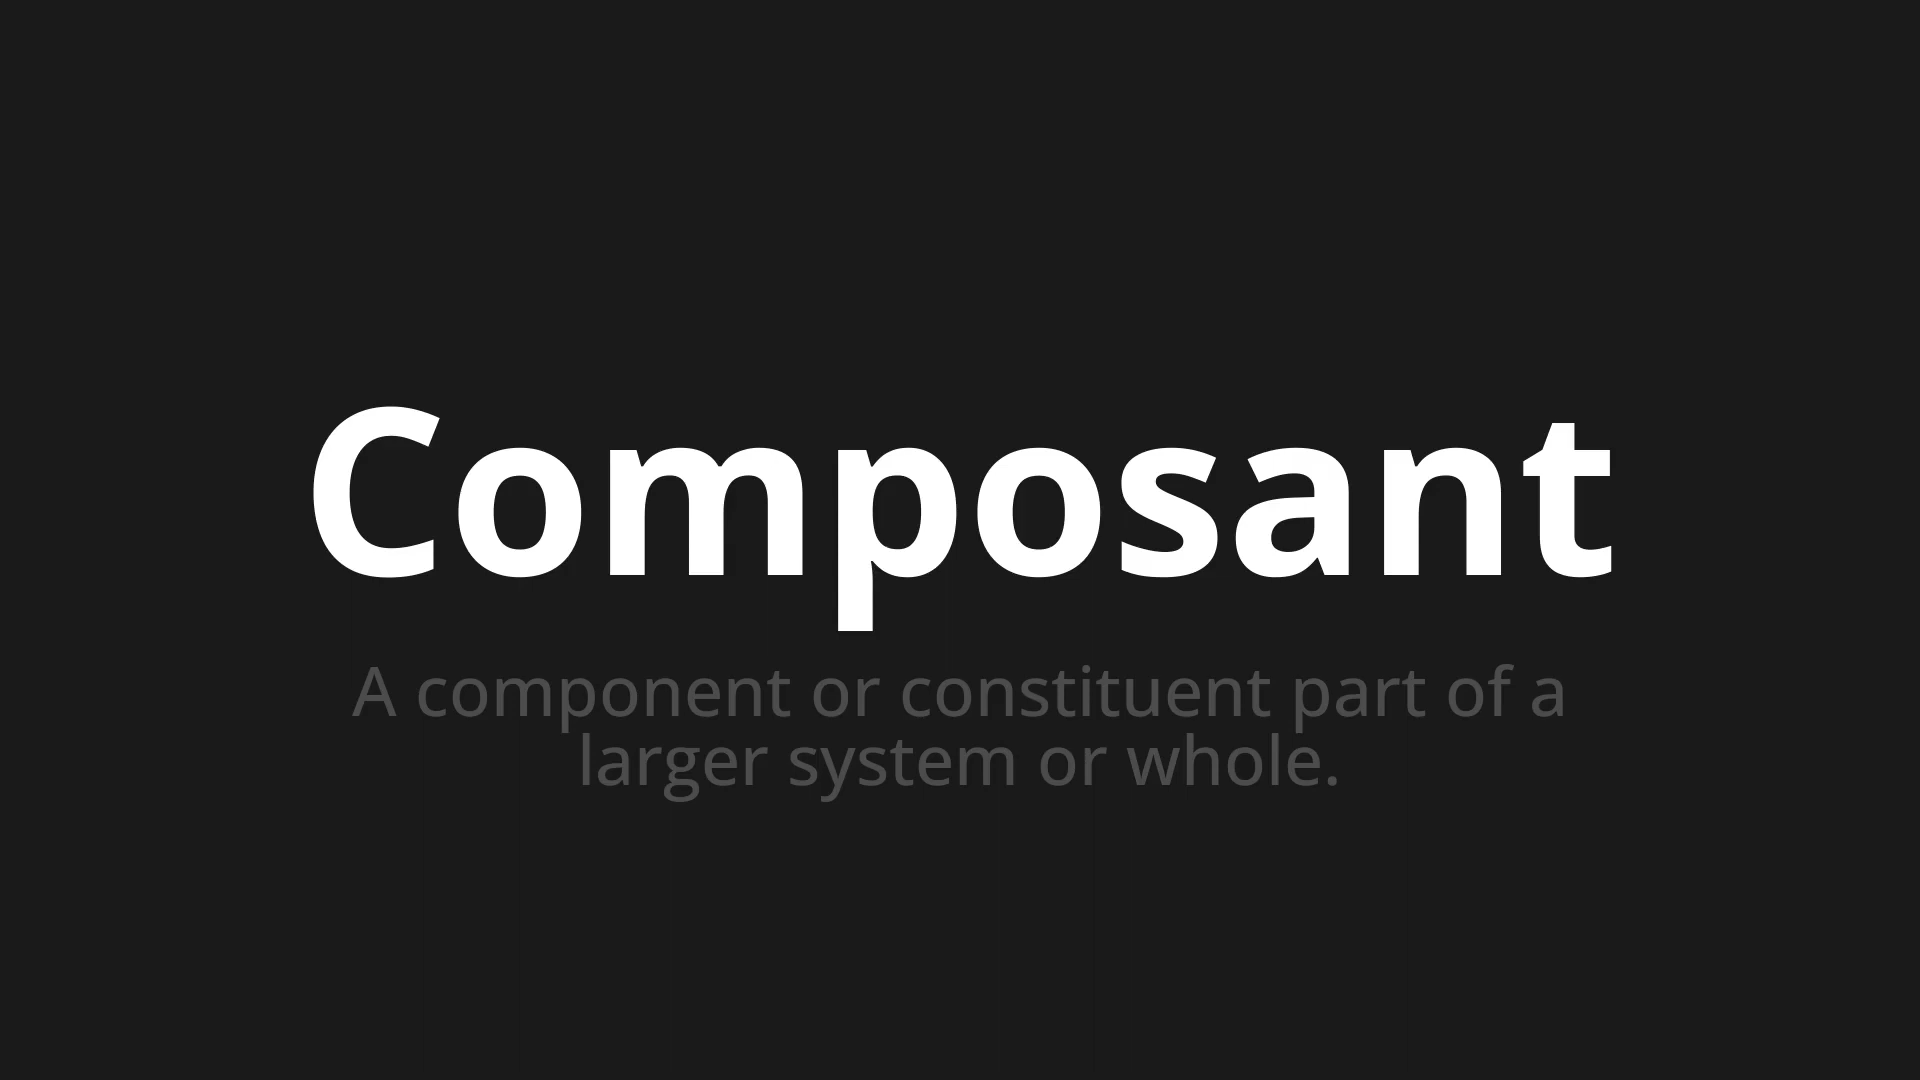 Composant
A component or constituent part of a
larger system or whole.